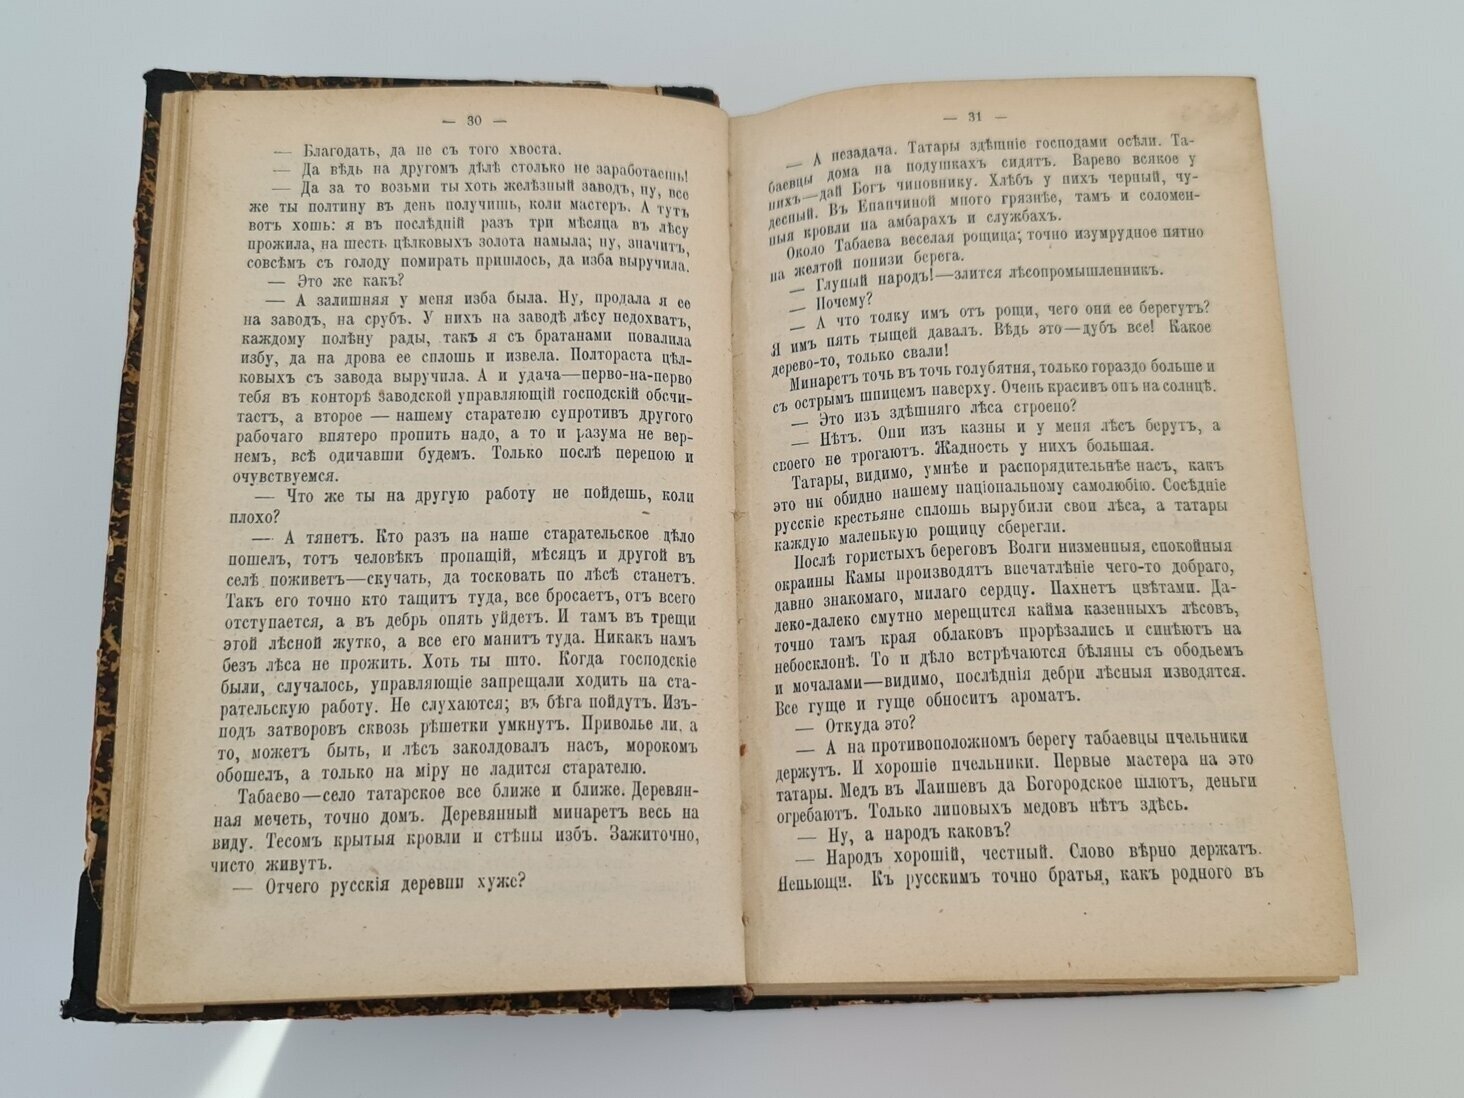 — 30 —
— Благодать, да не съ того хвоста.
— Да вѣдь на другомъ дѣлѣ столько не заработаешь!
— Да за то возьми ты хоть желѣзный заводъ, ну, все
же ты полтину въ день получишь, коли мастеръ. А тутъ
вотъ хошь: я въ послѣдній разъ три мѣсяца въ лѣсу
прожила, на шесть цѣлковыхъ золота намыла; ну, значитъ,
совсѣмъ съ голоду помирать пришлось, да изба выручила.
— Это же какъ?
— А залишняя у меня изба была. Ну, продала я ее
на заводъ, на срубъ. У нихъ на заводѣ лѣсу недохватъ,
каждому полѣну рады, такъ я съ братанами повалила
избу, да на дрова ее сплошь и извела. Полтораста цѣл-
ковыхъ съ завода выручила. А и удача—перво-на-перво
тебя въ конторѣ Заводской управляющій господскій обсчи-
таетъ, а второе — нашему старателю супротивъ другого
рабочаго впятеро пропить надо, а то и разума не вер-
немъ, всѣ одичавши будемъ. Только послѣ перепою и
очувствуемся.
— Что же ты на другую работу не пойдешь, коли
плохо?
— А тянетъ. Кто разъ на наше старательское дѣло
пошелъ, тотъ человѣкъ пропащій, мѣсяцъ и другой въ
селѣ поживетъ—скучать, да тосковать по лѣсѣ станетъ.
Такъ его точно кто тащитъ туда, все бросаетъ, отъ всего
отступается, а въ дебрь опять уйдетъ. И тамъ въ трещи
этой лѣсной жутко, а все его манитъ туда. Никакъ намъ
безъ лѣса не прожить. Хоть ты што. Когда господскіе
были, случалось, управляющіе запрещали ходить на ста-
рательскую работу. Не слухаются; въ бѣга пойдутъ. Изъ-
подъ затворовъ сквозь рѣшетки умкнутъ. Приволье ли, а
то, можетъ быть, и лѣсъ заколдовалъ насъ, морокомъ
обошелъ, а только на міру не ладится старателю.
Табаево—село татарское все ближе и ближе. Деревян-
ная мечеть, точно домъ. Деревянный минаретъ весь на
виду. Тесомъ крытыя кровли и стѣны избъ. Зажиточно,
чисто живутъ.
— Отчего русскія деревни хуже?
— 31 —
— А незадача. Татары здѣшніе господами осѣли. Та-
баевцы дома на подушкахъ сидятъ. Варево всякое у
нихъ—дай Богъ чиновнику. Хлѣбъ у нихъ черный, чу-
десный. Въ Епанчиной много грязнѣе, тамъ и соломен-
ныя кровли на амбарахъ и службахъ.
Около Табаева веселая рощица; точно изумрудное пятно
на желтой понизи берега.
— Глупый народъ!—злится лѣсопромышленникъ.
— Почему?
— А что толку имъ отъ рощи, чего они ее берегутъ?
Я имъ пять тыщей давалъ. Вѣдь это—дубъ все! Какое
дерево-то, только свали!
Минаретъ точь въ точь голубятня, только гораздо больше и
съ острымъ шпицемъ наверху. Очень красивъ онъ на солнцѣ.
— Это изъ здѣшняго лѣса строено?
— Нѣтъ. Они изъ казны и у меня лѣсъ берутъ, а
своего не трогаютъ. Жадность у нихъ большая.
Татары, видимо, умнѣе и распорядительнѣе насъ, какъ
это ни обидно нашему національному самолюбію. Сосѣдніе
русскіе крестьяне сплошь вырубили свои лѣса, а татары
каждую маленькую рощицу сберегли.
Послѣ гористыхъ береговъ Волги низменныя, спокойныя
окраины Камы производятъ впечатлѣніе чего-то добраго,
давно знакомаго, милаго сердцу. Пахнетъ цвѣтами. Да-
леко-далеко смутно мерещится кайма казенныхъ лѣсовъ,
точно тамъ края облаковъ прорѣзались и синѣютъ на
небосклонѣ. То и дѣло встрѣчаются бѣляны съ ободьемъ
и мочалами—видимо, послѣднія дебри лѣсныя изводятся.
Все гуще и гуще обноситъ ароматъ.
— Откуда это?
— А на противоположномъ берегу табаевцы пчельники
держутъ. И хорошіе пчельники. Первые мастера на это
татары. Медъ въ Лаишевъ да Богородское шлютъ, деньги
огребаютъ. Только липовыхъ медовъ нѣтъ здѣсь.
— Ну, а народъ каковъ?
— Народъ хорошій, честный. Слово вѣрно держатъ.
Непьющи. Къ русскимъ точно братья, какъ родного въ